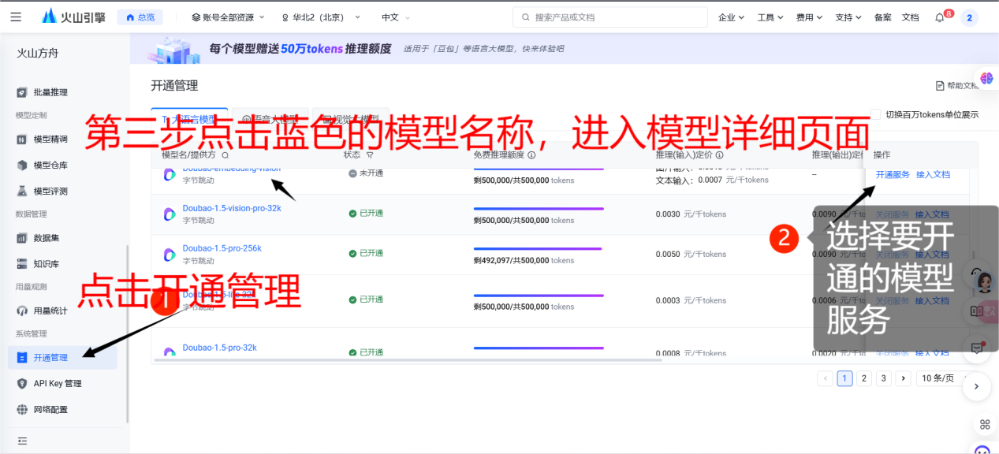 火山引擎 总览 账号全部资源 华北2（北京） 中文 搜索产品或文档 企业 工具 费用 支持 备案 文档 8 2
火山方舟
每个模型赠送50万tokens推理额度 适用于「豆包」等语言大模型，快来体验吧
开通管理
帮助文档
批量推理
模型定制
模型精调
模型仓库
模型评测
数据管理
数据集
知识库
用量观测
用量统计
系统管理
开通管理
API Key 管理
网络配置
大语言模型 语音大模型 视觉大模型
切换百万tokens单位展示
第三步点击蓝色的模型名称，进入模型详细页面
模型名/提供方 状态 免费推理额度 推理(输入)定价 推理(输出)定价 操作
Doubao-embedding-vision
字节跳动
未开通
剩500,000/共500,000 tokens
文本输入： 0.0007 元/千tokens
--
开通服务 接入文档
Doubao-1.5-vision-pro-32k
字节跳动
已开通
剩500,000/共500,000 tokens
0.0030 元/千tokens
0.0090 元/千to
关闭服务 接入文档
Doubao-1.5-pro-256k
字节跳动
已开通
剩492,097/共500,000 tokens
0.0050 元/千tokens
0.0090 元/千to
关闭服务 接入文档
Doubao-1.5-lite-32k
字节跳动
已开通
剩500,000/共500,000 tokens
0.0003 元/千tokens
0.0006 元/千to
关闭服务 接入文档
Doubao-1.5-pro-32k
已开通
0.0008 元/千tokens
0.0020 元/千to
关闭服务 接入文档
1
点击开通管理
2
选择要开
通的模型
服务
1 2 3 10 条/页